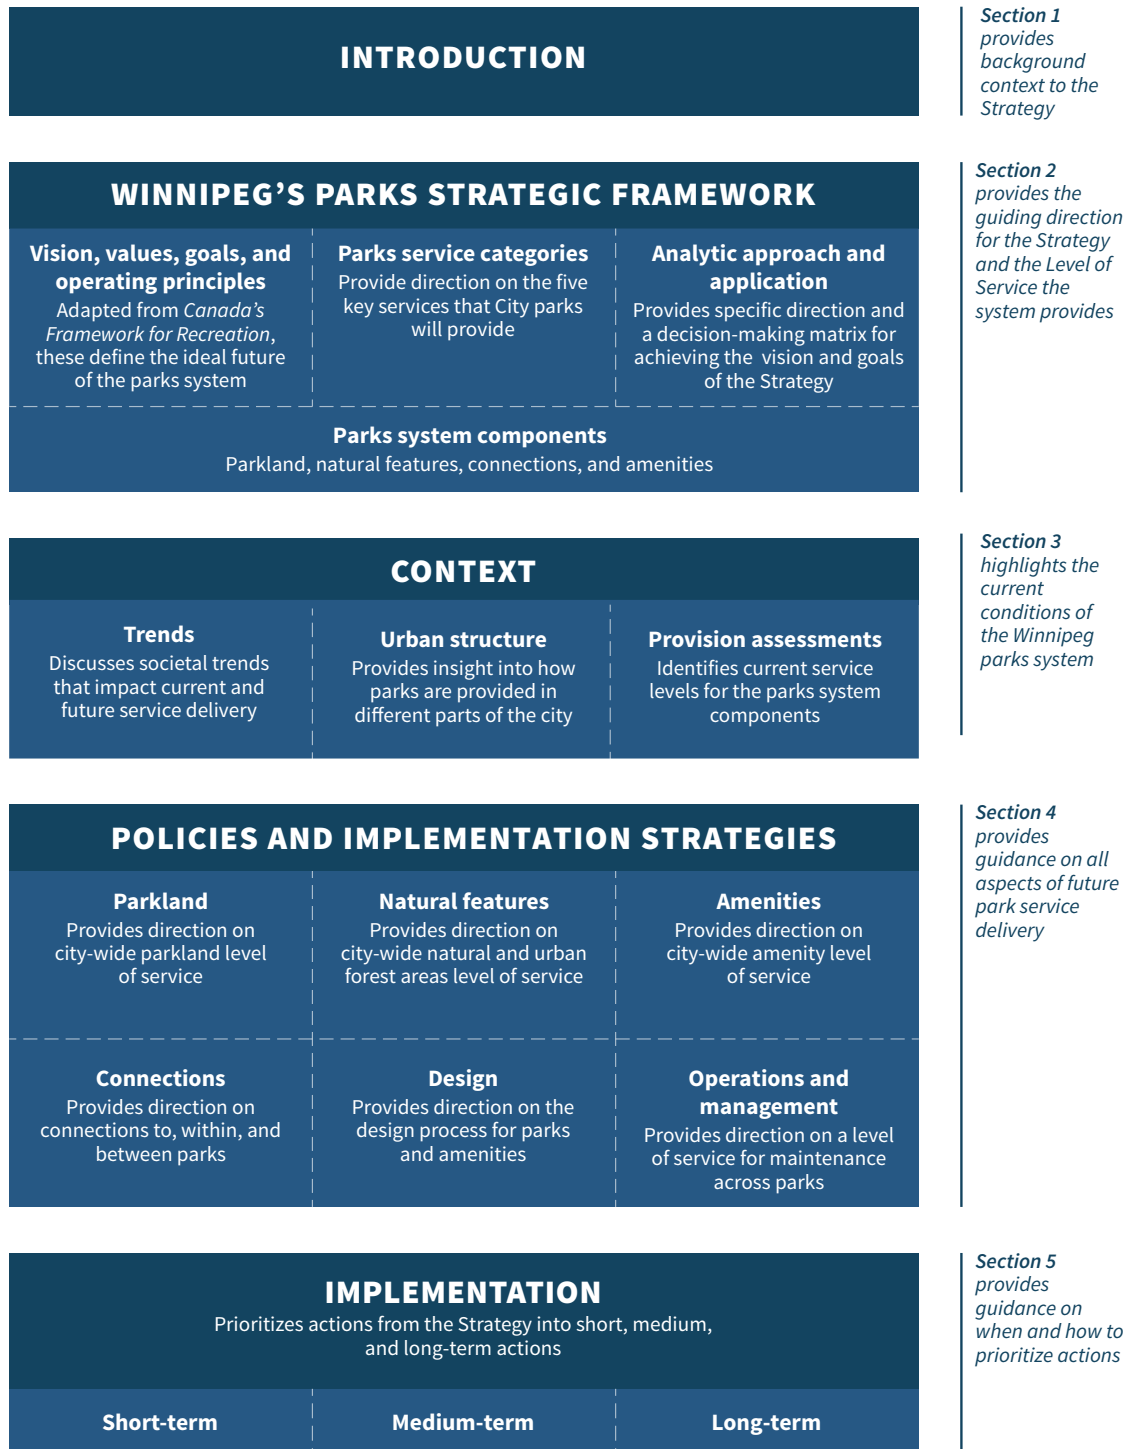 INTRODUCTION
Section 1
provides
background
context to the
Strategy
WINNIPEG’S PARKS STRATEGIC FRAMEWORK
Vision, values, goals, and
operating principles
Adapted from Canada’s
Framework for Recreation,
these define the ideal future
of the parks system
Parks service categories
Provide direction on the five
key services that City parks
will provide
Analytic approach and
application
Provides specific direction and
a decision-making matrix for
achieving the vision and goals
of the Strategy
Parks system components
Parkland, natural features, connections, and amenities
Section 2
provides the
guiding direction
for the Strategy
and the Level of
Service the
system provides
CONTEXT
Trends
Discusses societal trends
that impact current and
future service delivery
Urban structure
Provides insight into how
parks are provided in
different parts of the city
Provision assessments
Identifies current service
levels for the parks system
components
Section 3
highlights the
current
conditions of
the Winnipeg
parks system
POLICIES AND IMPLEMENTATION STRATEGIES
Parkland
Provides direction on
city-wide parkland level
of service
Natural features
Provides direction on
city-wide natural and urban
forest areas level of service
Amenities
Provides direction on
city-wide amenity level
of service
Connections
Provides direction on
connections to, within, and
between parks
Design
Provides direction on the
design process for parks
and amenities
Operations and
management
Provides direction on a level
of service for maintenance
across parks
Section 4
provides
guidance on all
aspects of future
park service
delivery
IMPLEMENTATION
Prioritizes actions from the Strategy into short, medium,
and long-term actions
Short-term
Medium-term
Long-term
Section 5
provides
guidance on
when and how to
prioritize actions